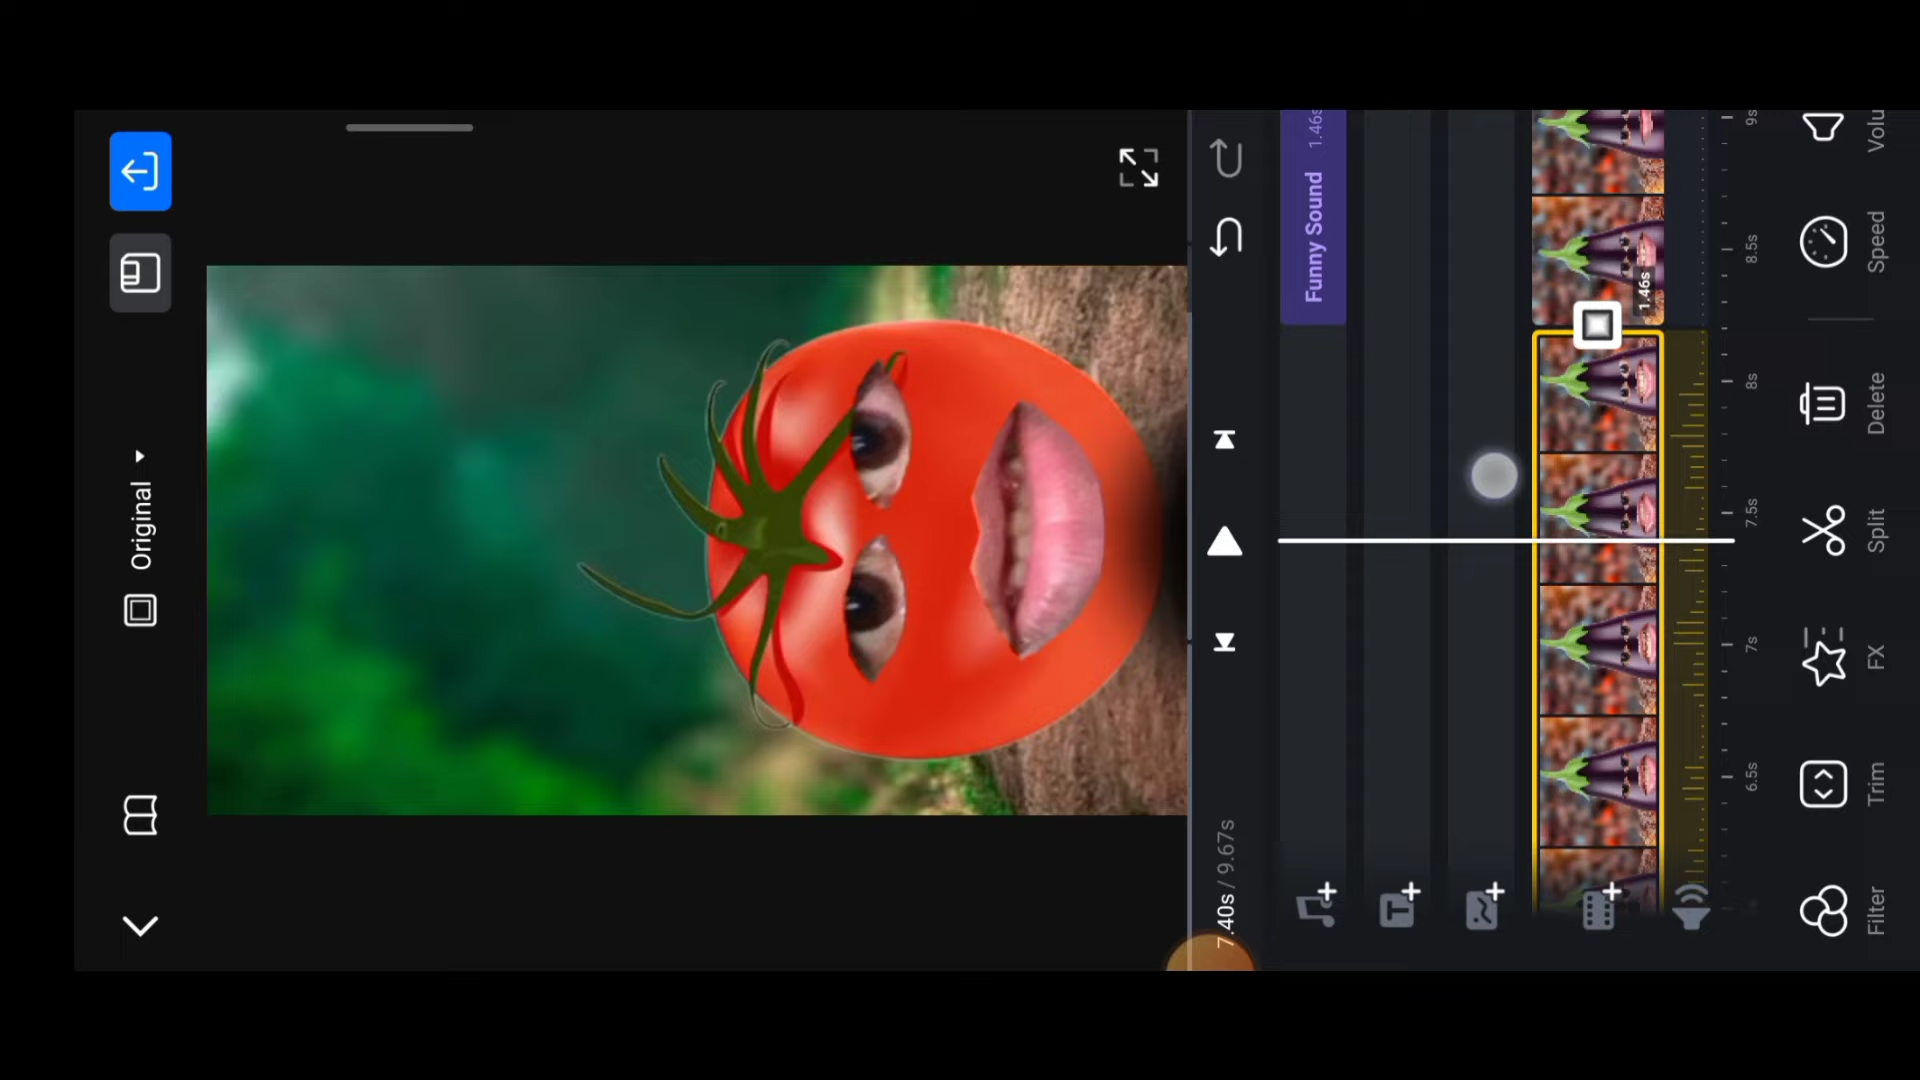 Original
7.40s / 9.67s
Funny Sound 1.46s
1.46s
6.5s
7s
7.5s
8s
8.5s
9s
Filter
Trim
FX
Split
Delete
Speed
Volu